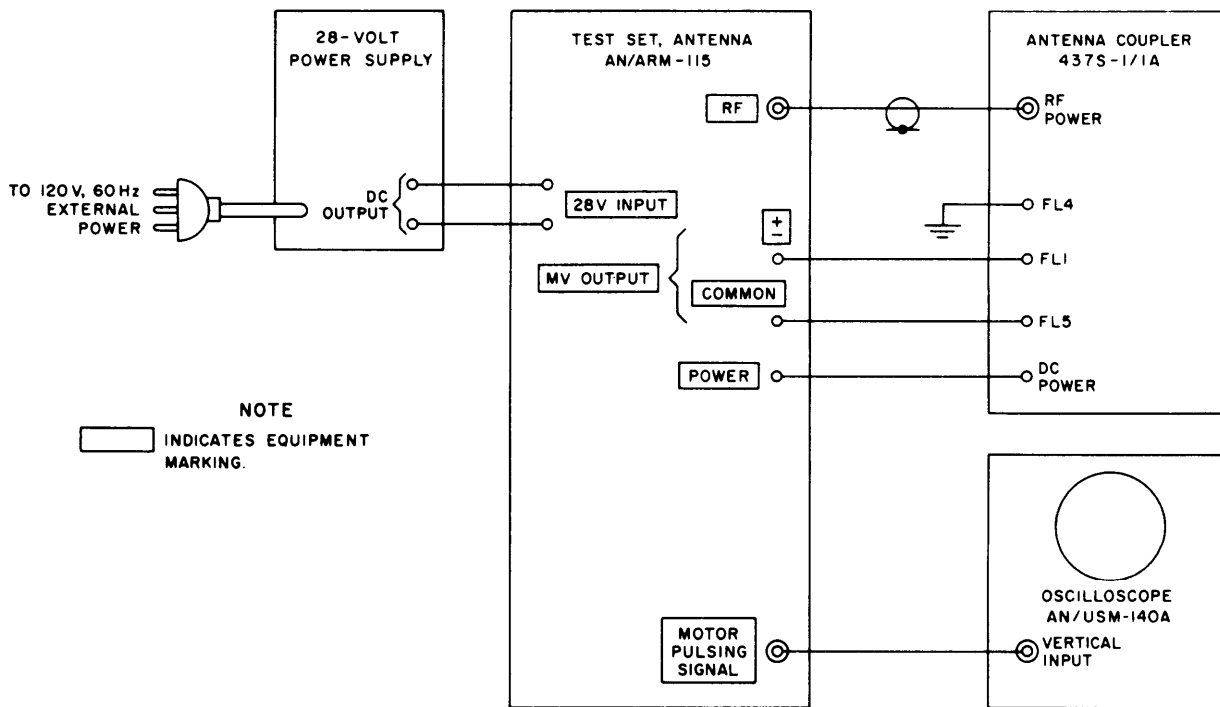 28-VOLT
POWER SUPPLY
TEST SET, ANTENNA
AN/ARM-115
ANTENNA COUPLER
437S-1/1A
RF
RF
POWER
TO 120V, 60Hz
EXTERNAL
POWER
DC
OUTPUT
28V INPUT
FL4
+
-
FL1
MV OUTPUT
COMMON
FL5
POWER
DC
POWER
NOTE
INDICATES EQUIPMENT
MARKING.
OSCILLOSCOPE
AN/USM-140A
MOTOR
PULSING
SIGNAL
VERTICAL
INPUT